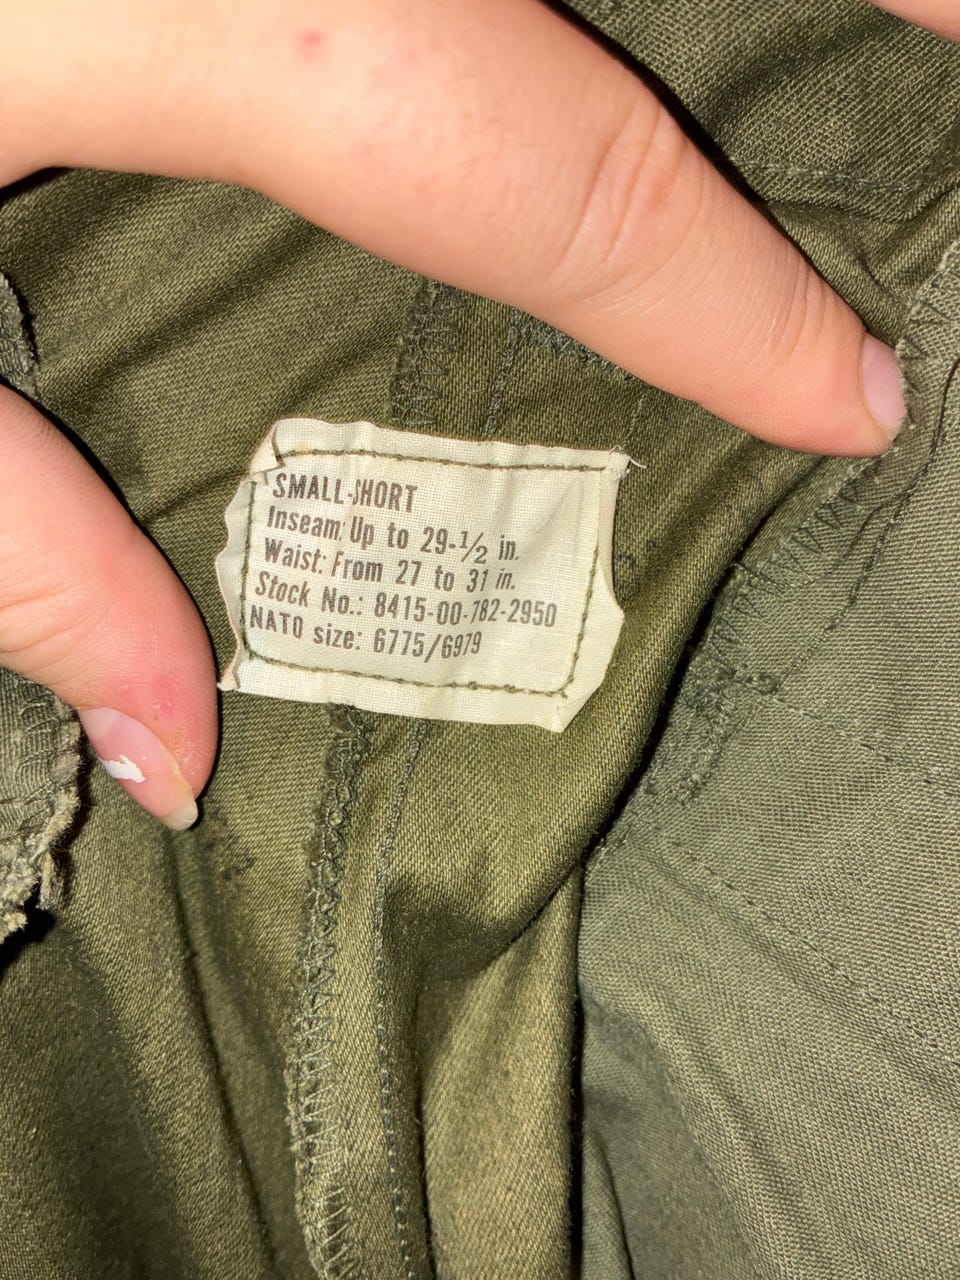 SMALL-SHORT
Inseam: Up to 29-1/2 in.
Waist: From 27 to 31 in.
Stock No.: 8415-00-782-2950
NATO size: 6775/6979